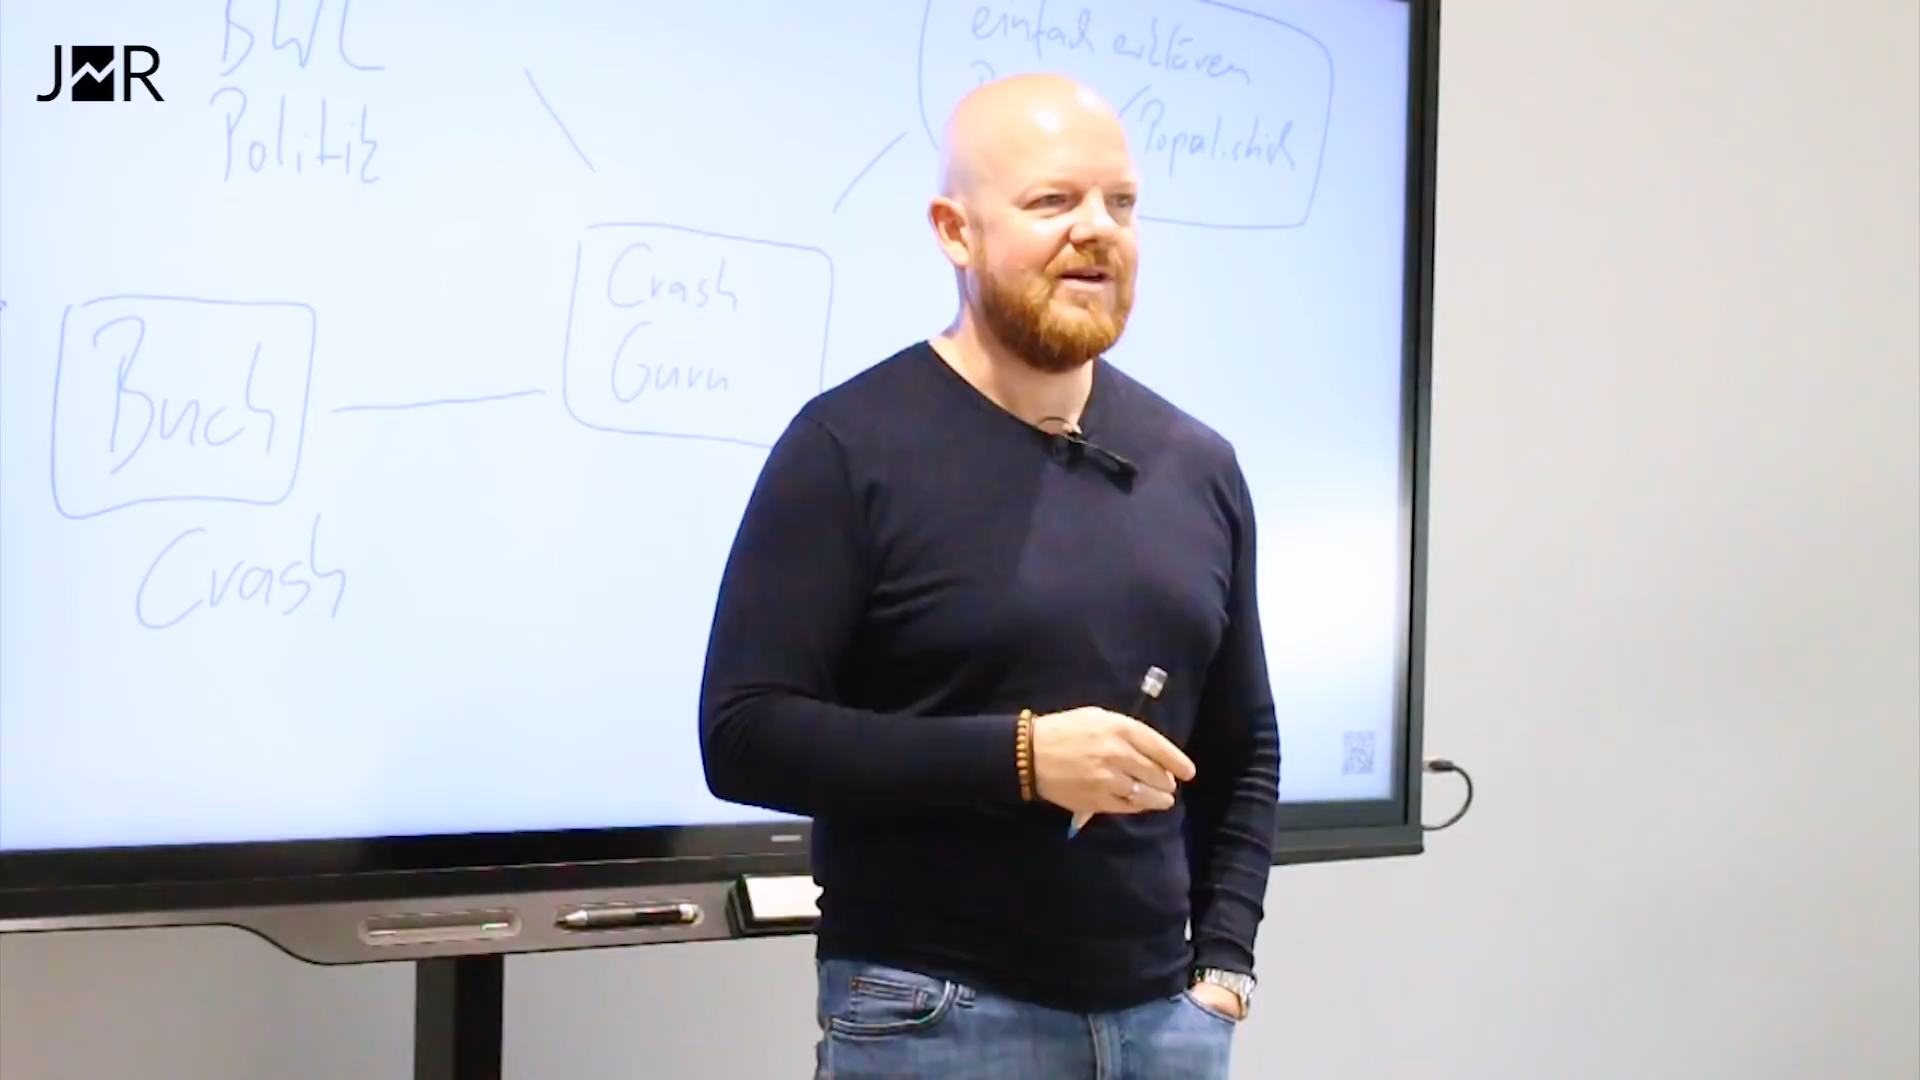 JMR
BWL
Politik
einfach erklären
/Populistisch
Crash
Guru
Buch
Crash